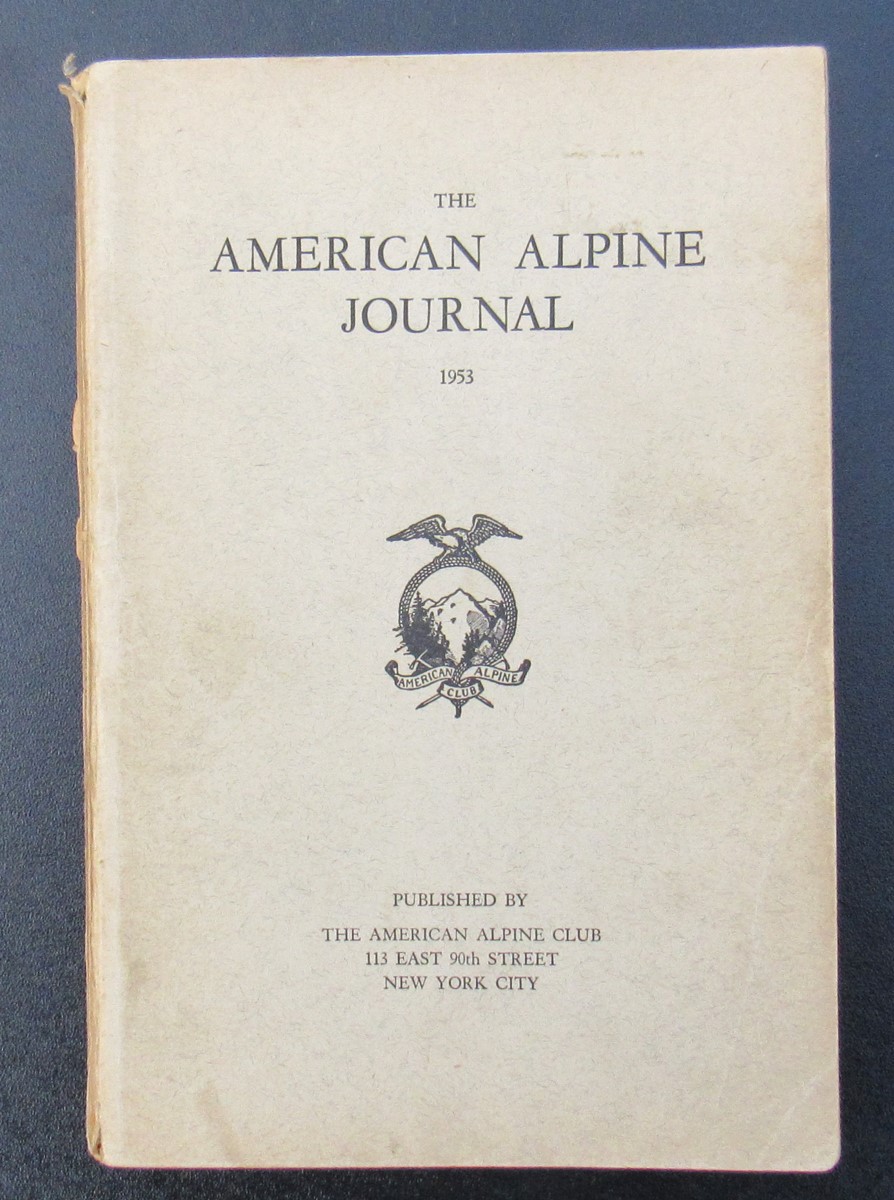 THE
AMERICAN ALPINE
JOURNAL
1953
AMERICAN ALPINE
CLUB
PUBLISHED BY
THE AMERICAN ALPINE CLUB
113 EAST 90th STREET
NEW YORK CITY